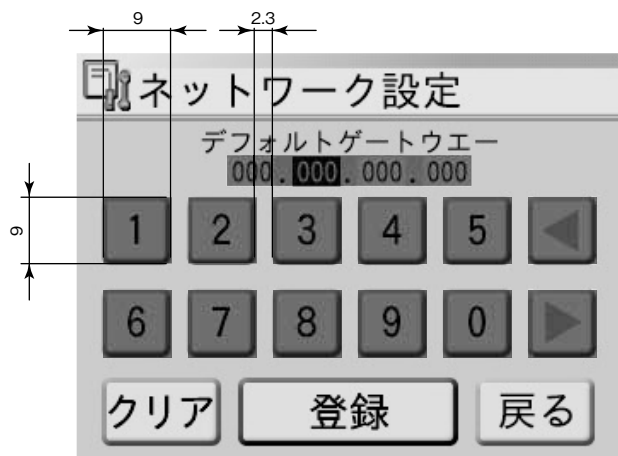 9 2.3
ネットワーク設定
デフォルトゲートウエー
000.000.000.000
9
1 2 3 4 5
6 7 8 9 0
クリア 登録 戻る